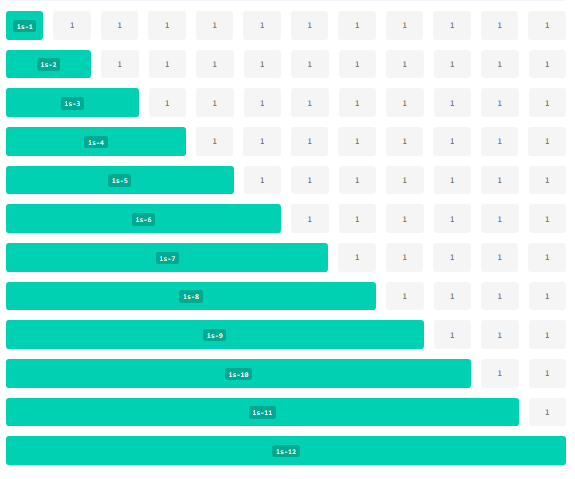 is-1 1 1 1 1 1 1 1 1 1 1 1
is-2 1 1 1 1 1 1 1 1 1 1
is-3 1 1 1 1 1 1 1 1 1
is-4 1 1 1 1 1 1 1 1
is-5 1 1 1 1 1 1 1
is-6 1 1 1 1 1 1
is-7 1 1 1 1 1
is-8 1 1 1 1
is-9 1 1 1
is-10 1 1
is-11 1
is-12